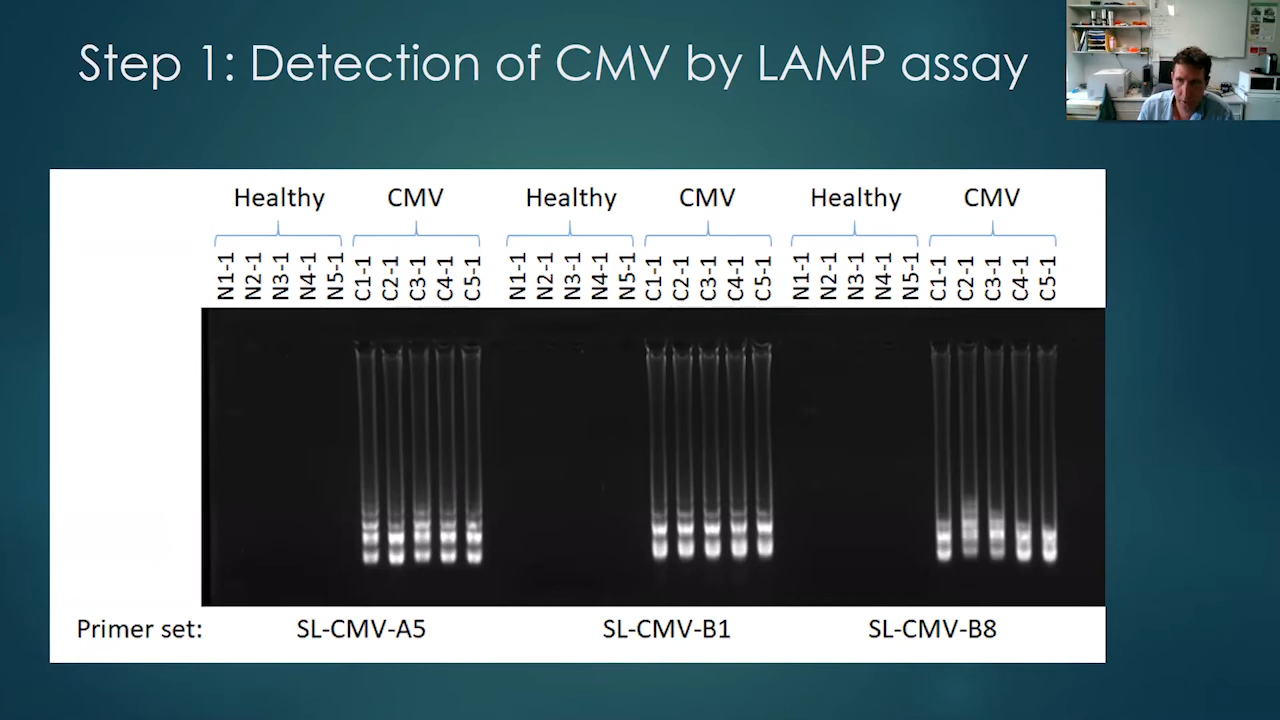 Step 1: Detection of CMV by LAMP assay
Healthy CMV Healthy CMV Healthy CMV
N1-1 N2-1 N3-1 N4-1 N5-1 C1-1 C2-1 C3-1 C4-1 C5-1 N1-1 N2-1 N3-1 N4-1 N5-1 C1-1 C2-1 C3-1 C4-1 C5-1 N1-1 N2-1 N3-1 N4-1 N5-1 C1-1 C2-1 C3-1 C4-1 C5-1
Primer set: SL-CMV-A5 SL-CMV-B1 SL-CMV-B8